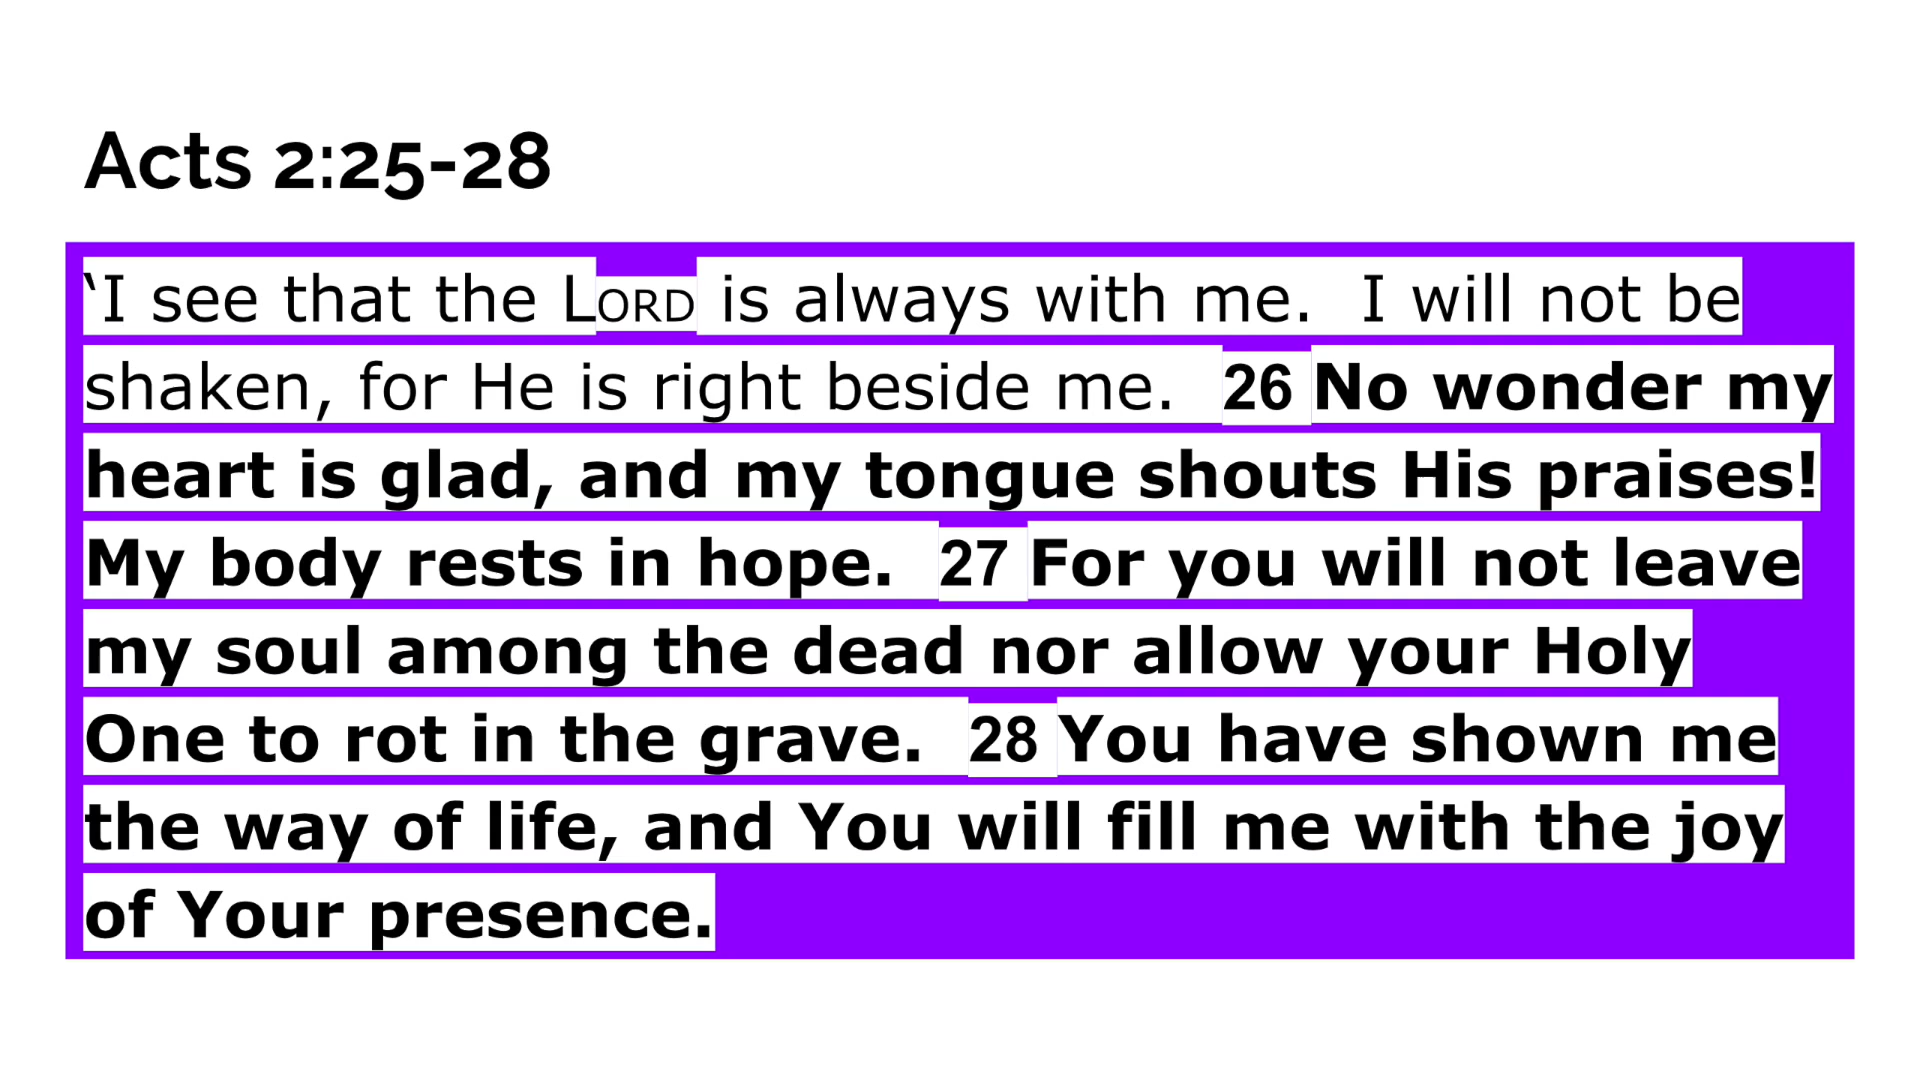 Acts 2:25-28
‘I see that the LORD is always with me.  I will not be
shaken, for He is right beside me.  26 No wonder my
heart is glad, and my tongue shouts His praises!
My body rests in hope.  27 For you will not leave
my soul among the dead nor allow your Holy
One to rot in the grave.  28 You have shown me
the way of life, and You will fill me with the joy
of Your presence.